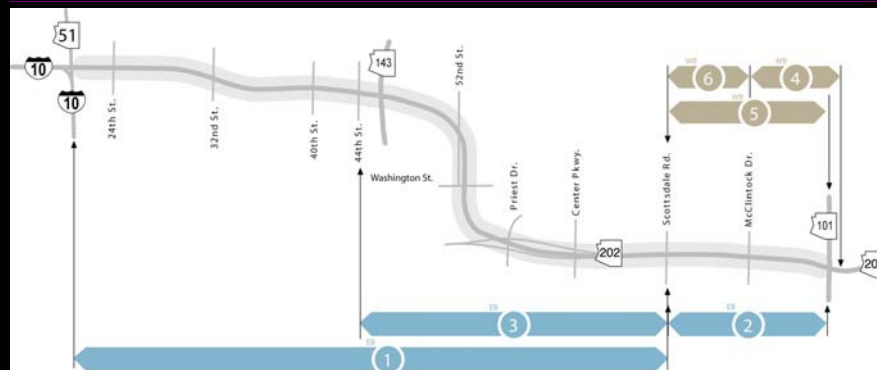 51
10
10
24th St.
32nd St.
40th St.
44th St.
143
52nd St.
Washington St.
Priest Dr.
Center Pkwy.
202
Scottsdale Rd.
McClintock Dr.
101
20
WB
6
WB
4
WB
5
EB
3
EB
2
EB
1